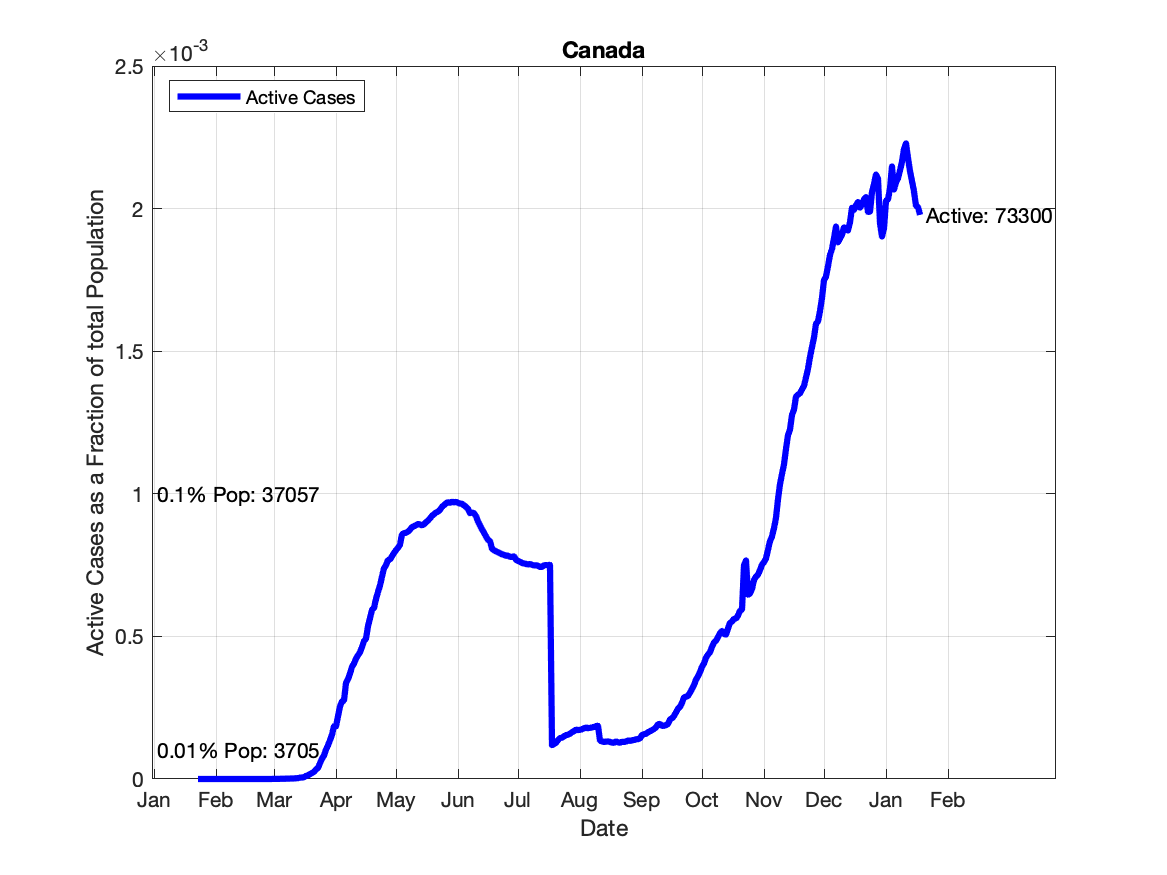 Canada
×10-3
2.5
2
1.5
1
0.5
0
Active Cases
Active: 73300
0.1% Pop: 37057
0.01% Pop: 3705
Active Cases as a Fraction of total Population
Jan Feb Mar Apr May Jun Jul Aug Sep Oct Nov Dec Jan Feb
Date